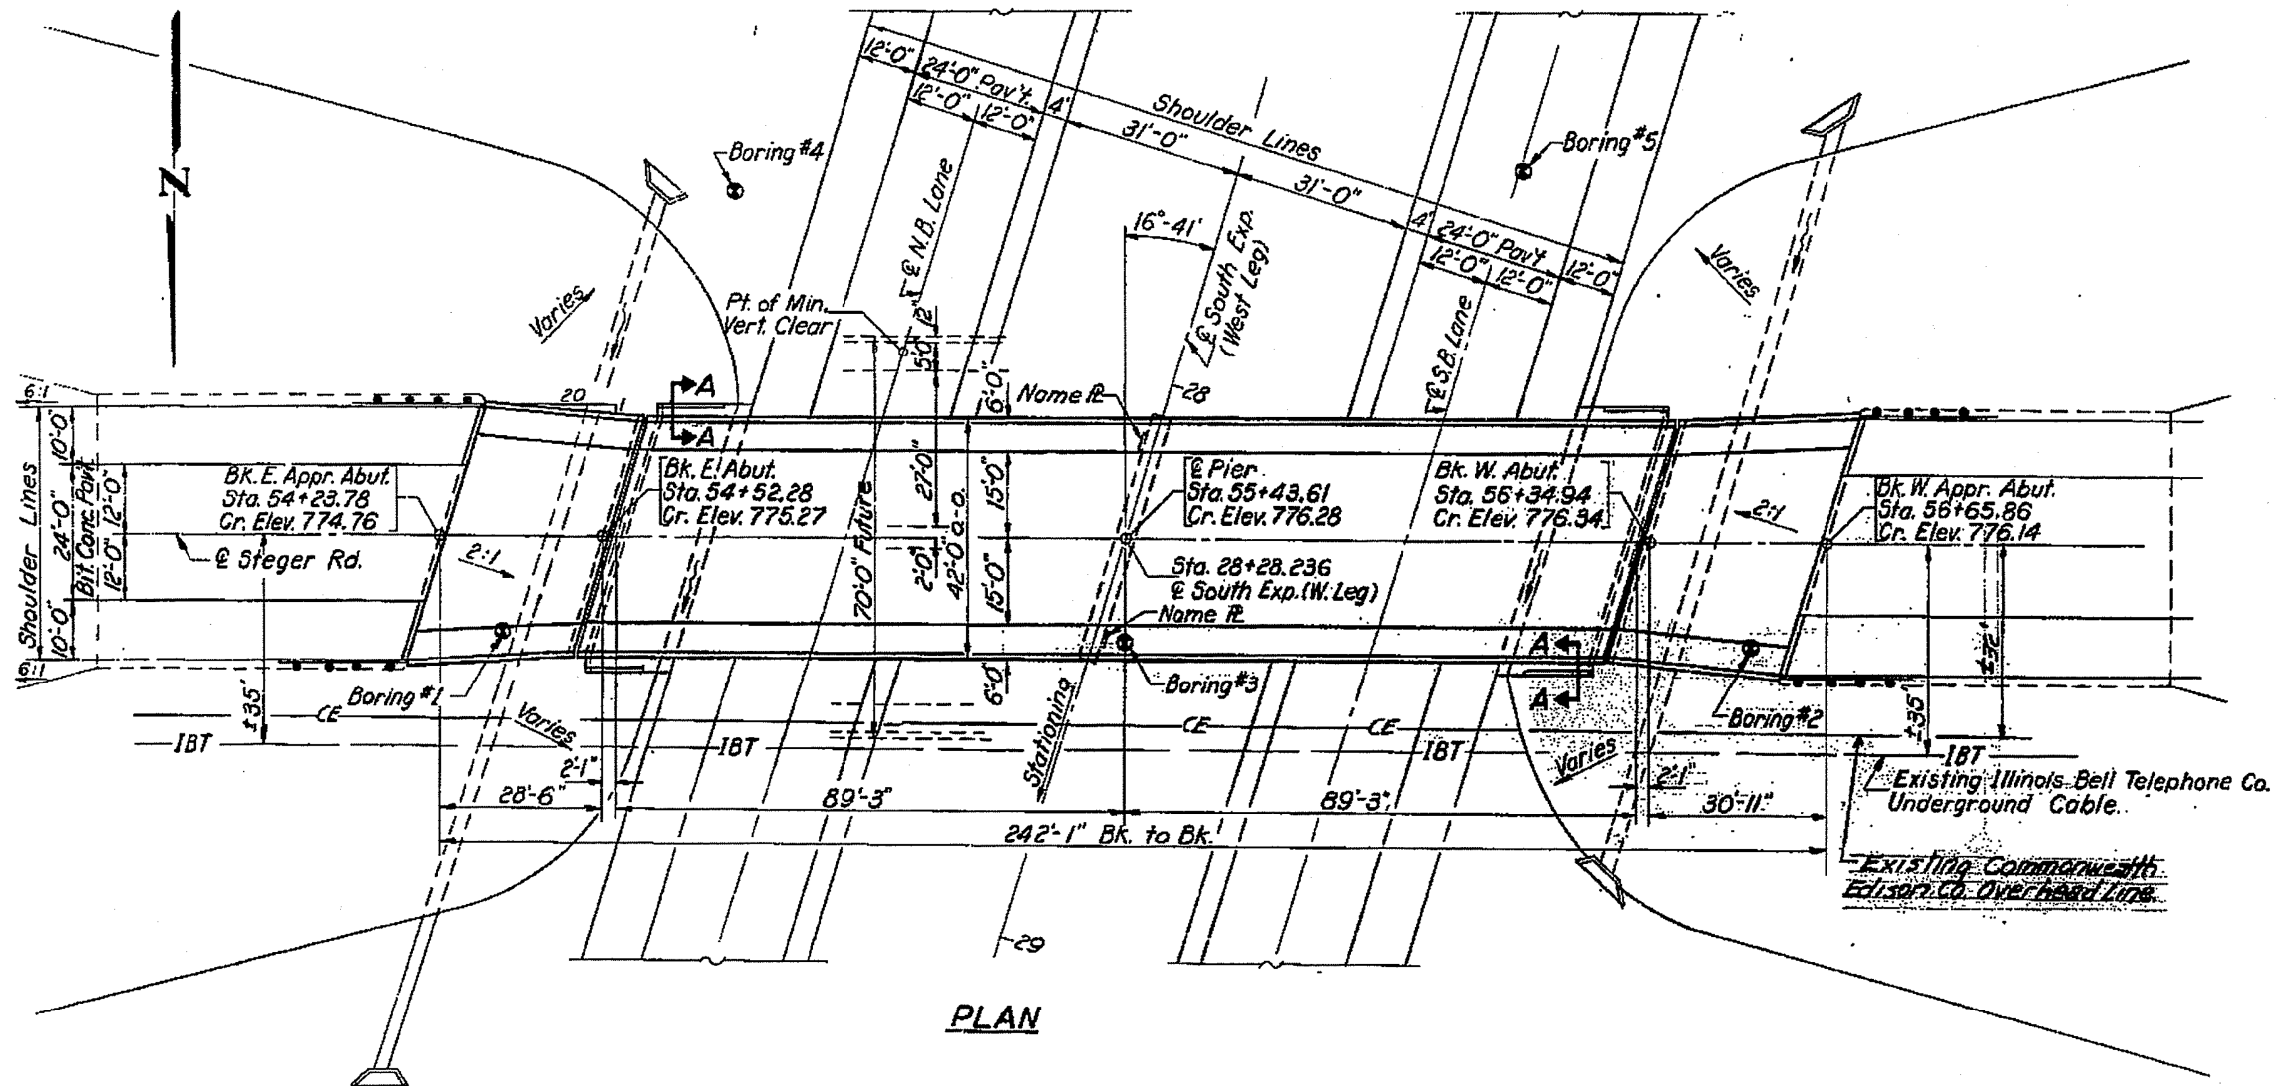 12'-0"
24'-0" Pav't.
4'
12'-0"
12'-0"
Shoulder Lines
31'-0"
31'-0"
4'
24'-0" Pav't
12'-0"
12'-0"
12'-0"
Boring #4
Boring #5
N
℄ N.B. Lane
16°-41'
℄ South Exp.
(West Leg)
℄ S.B. Lane
Varies
Varies
Pt. of Min.
Vert. Clear
12"
5'-0"
27'-0"
2'-0"
70'-0" Future
42'-0" o.-o.
6'-0"
15'-0"
15'-0"
6'-0"
Name ℙL
28
20
A
A
6:1
Shoulder Lines
10'-0"
24'-0"
10'-0"
Bit. Conc. Pav't.
12'-0"
12'-0"
6:1
Bk. E. Appr. Abut.
Sta. 54+23.78
Cr. Elev. 774.76
Bk. E. Abut.
Sta. 54+52.28
Cr. Elev. 775.27
℄ Pier
Sta. 55+43.61
Cr. Elev. 776.28
Bk. W. Abut.
Sta. 56+34.94
Cr. Elev. 776.34
Bk. W. Appr. Abut.
Sta. 56+65.86
Cr. Elev. 776.14
℄ Steger Rd.
2:1
2:1
Sta. 28+28.236
℄ South Exp. (W. Leg)
Name ℙL
A
A
Boring #1
Boring #3
Boring #2
±35'
±35'
±32'
CE
CE
CE
IBT
IBT
IBT
IBT
Varies
Varies
Stationing
2'-1"
2'-1"
28'-6"
89'-3"
89'-3"
30'-11"
242'-1" Bk. to Bk.
Existing Illinois Bell Telephone Co.
Underground Cable.
Existing Commonwealth
Edison Co. Overhead Line.
29
PLAN